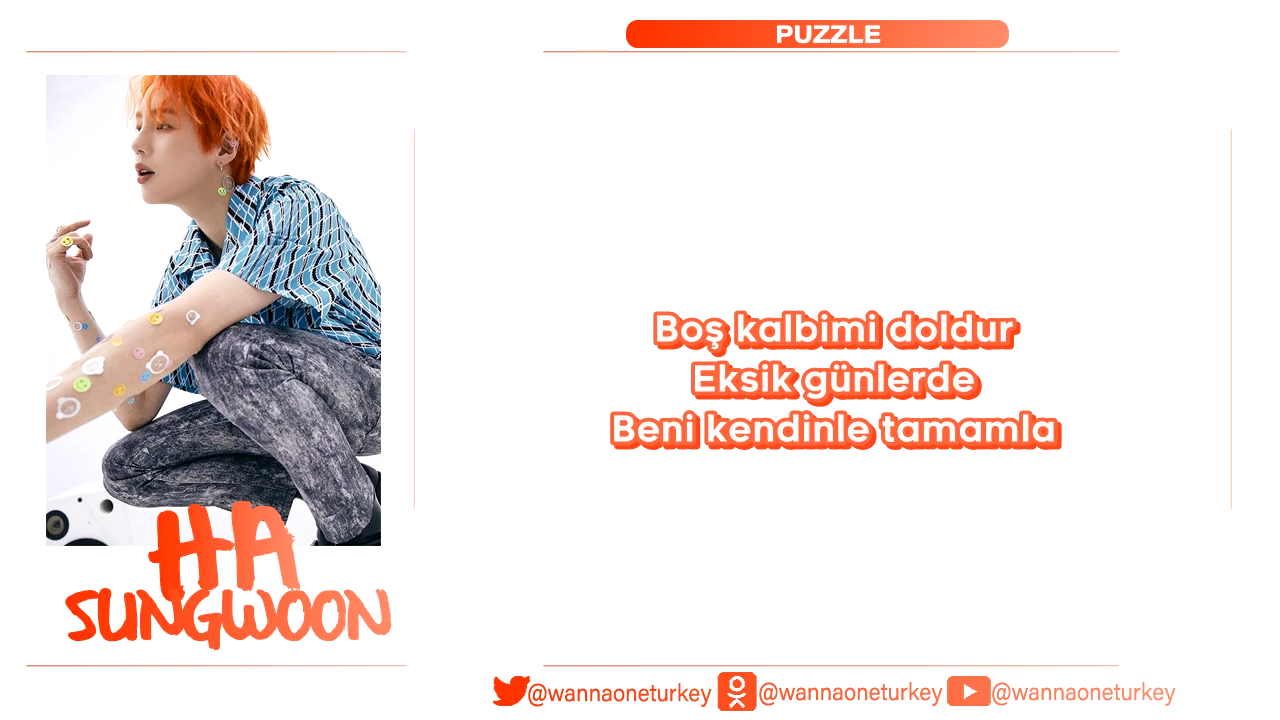 PUZZLE
Boş kalbimi doldur
Eksik günlerde
Beni kendinle tamamla
HA
SUNGWOON
@wannaoneturkey @wannaoneturkey @wannaoneturkey